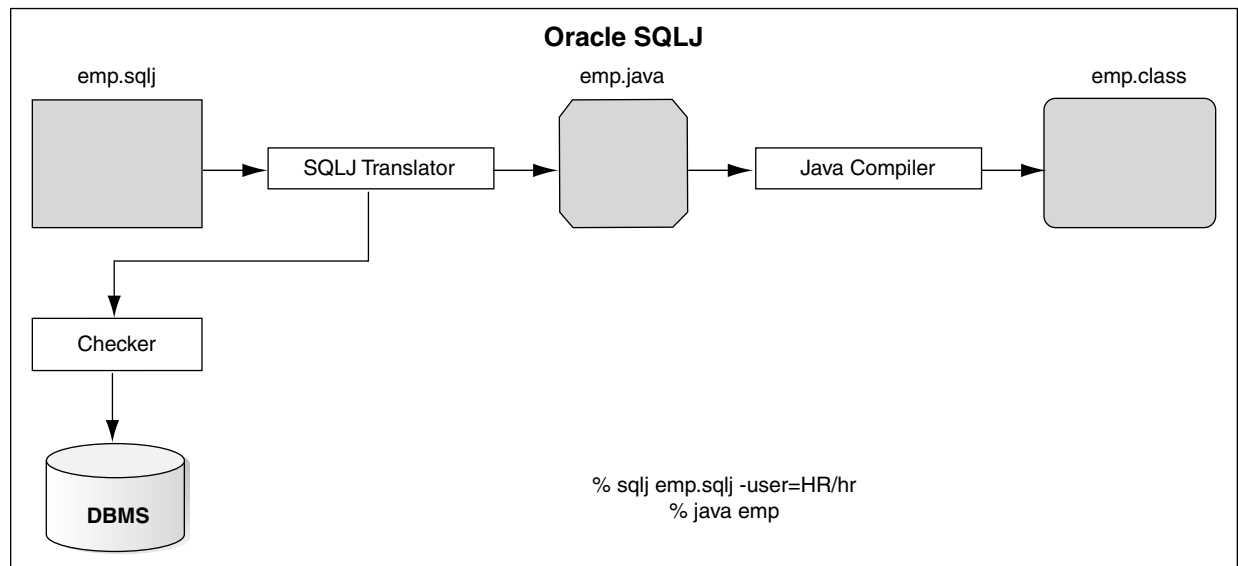 Oracle SQLJ
emp.sqlj
emp.java
emp.class
SQLJ Translator
Java Compiler
Checker
DBMS
% sqlj emp.sqlj -user=HR/hr
% java emp